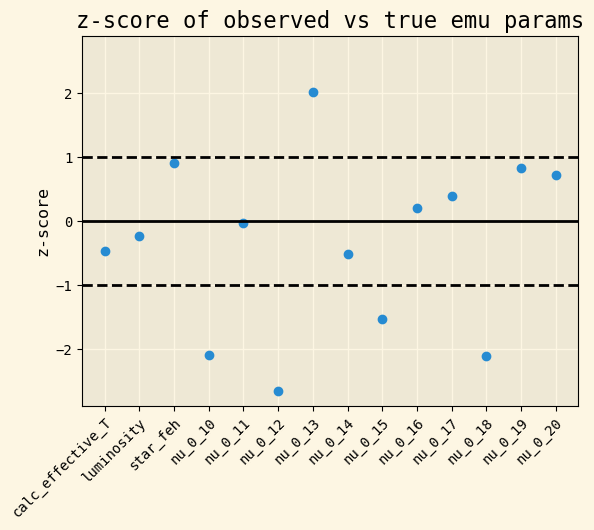 z-score of observed vs true emu params
z-score
2
1
0
−1
−2
calc_effective_T
luminosity
star_feh
nu_0_10
nu_0_11
nu_0_12
nu_0_13
nu_0_14
nu_0_15
nu_0_16
nu_0_17
nu_0_18
nu_0_19
nu_0_20